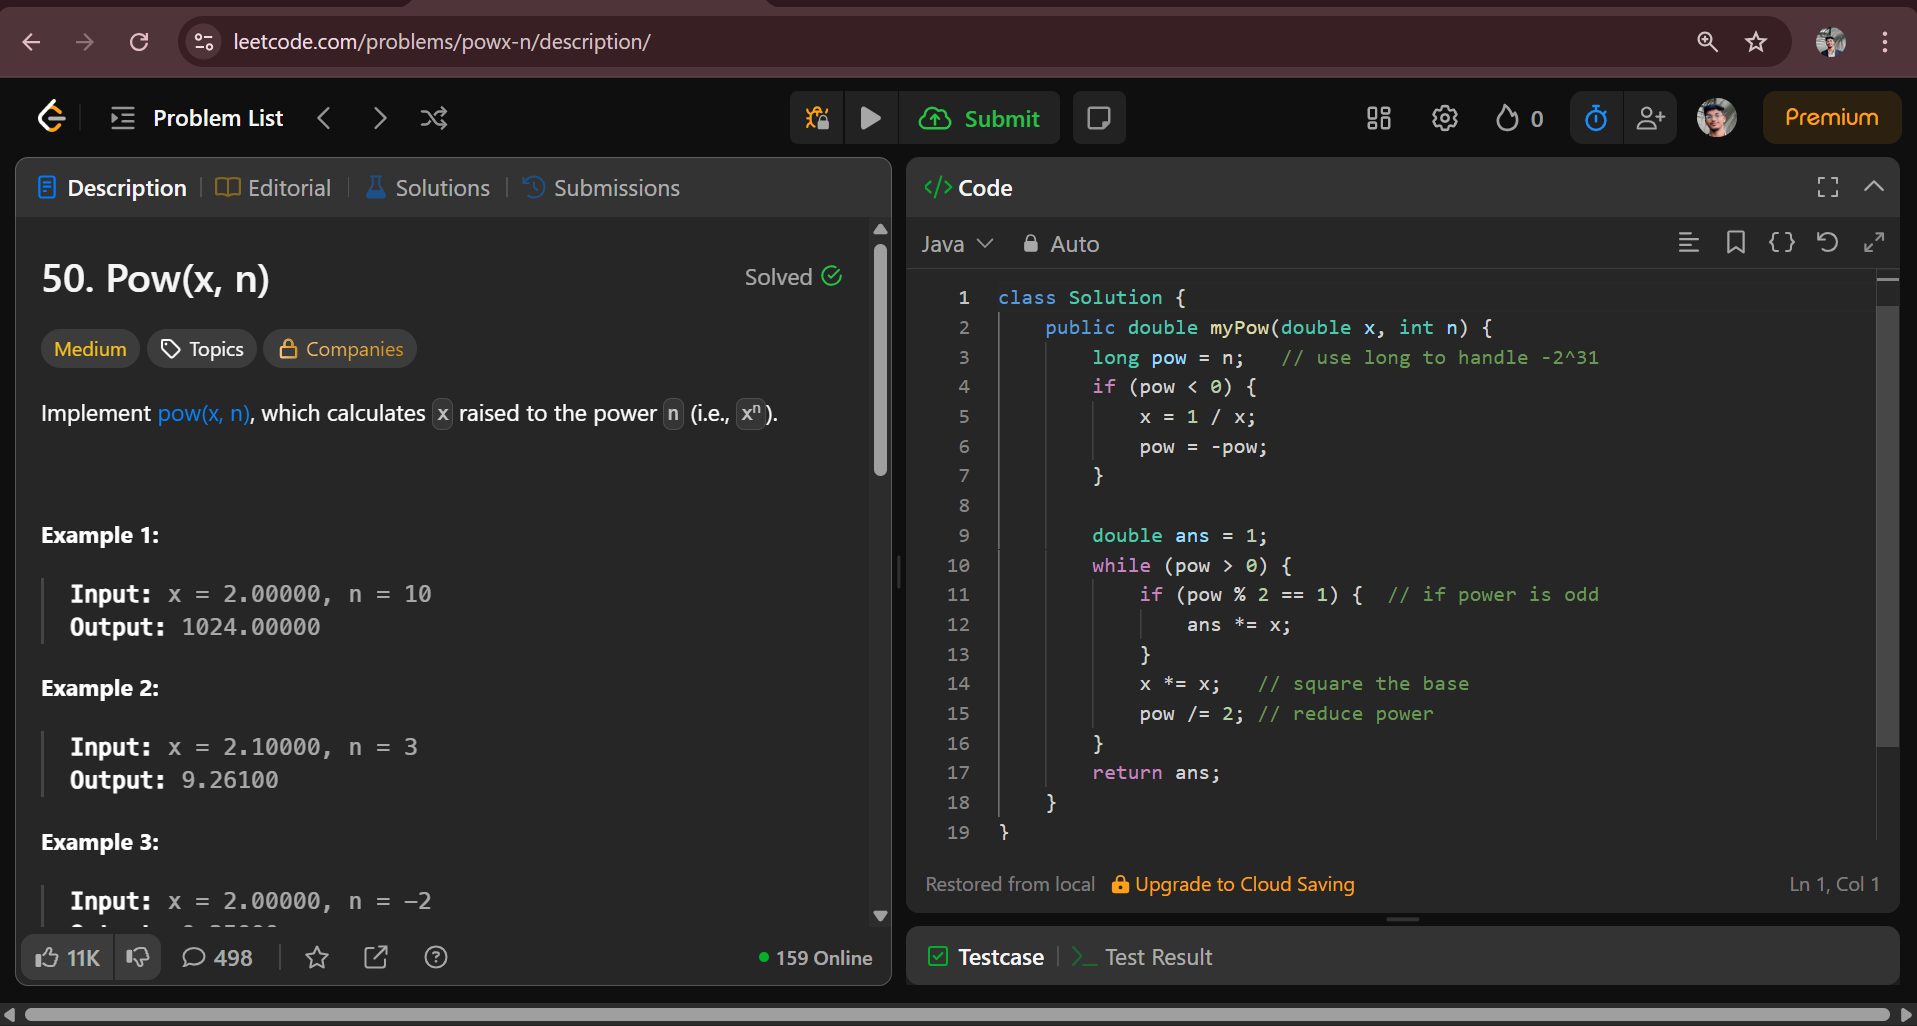 leetcode.com/problems/powx-n/description/
Problem List
Submit
0
Premium
Description
Editorial
Solutions
Submissions
50. Pow(x, n)
Solved
Medium
Topics
Companies
Implement pow(x, n), which calculates x raised to the power n (i.e., xⁿ).
Example 1:
Input: x = 2.00000, n = 10
Output: 1024.00000
Example 2:
Input: x = 2.10000, n = 3
Output: 9.26100
Example 3:
Input: x = 2.00000, n = -2
11K
498
159 Online
</> Code
Java
Auto
1 class Solution {
2 public double myPow(double x, int n) {
3 long pow = n; // use long to handle -2^31
4 if (pow < 0) {
5 x = 1 / x;
6 pow = -pow;
7 }
8
9 double ans = 1;
10 while (pow > 0) {
11 if (pow % 2 == 1) { // if power is odd
12 ans *= x;
13 }
14 x *= x; // square the base
15 pow /= 2; // reduce power
16 }
17 return ans;
18 }
19 }
Restored from local
Upgrade to Cloud Saving
Ln 1, Col 1
Testcase
Test Result